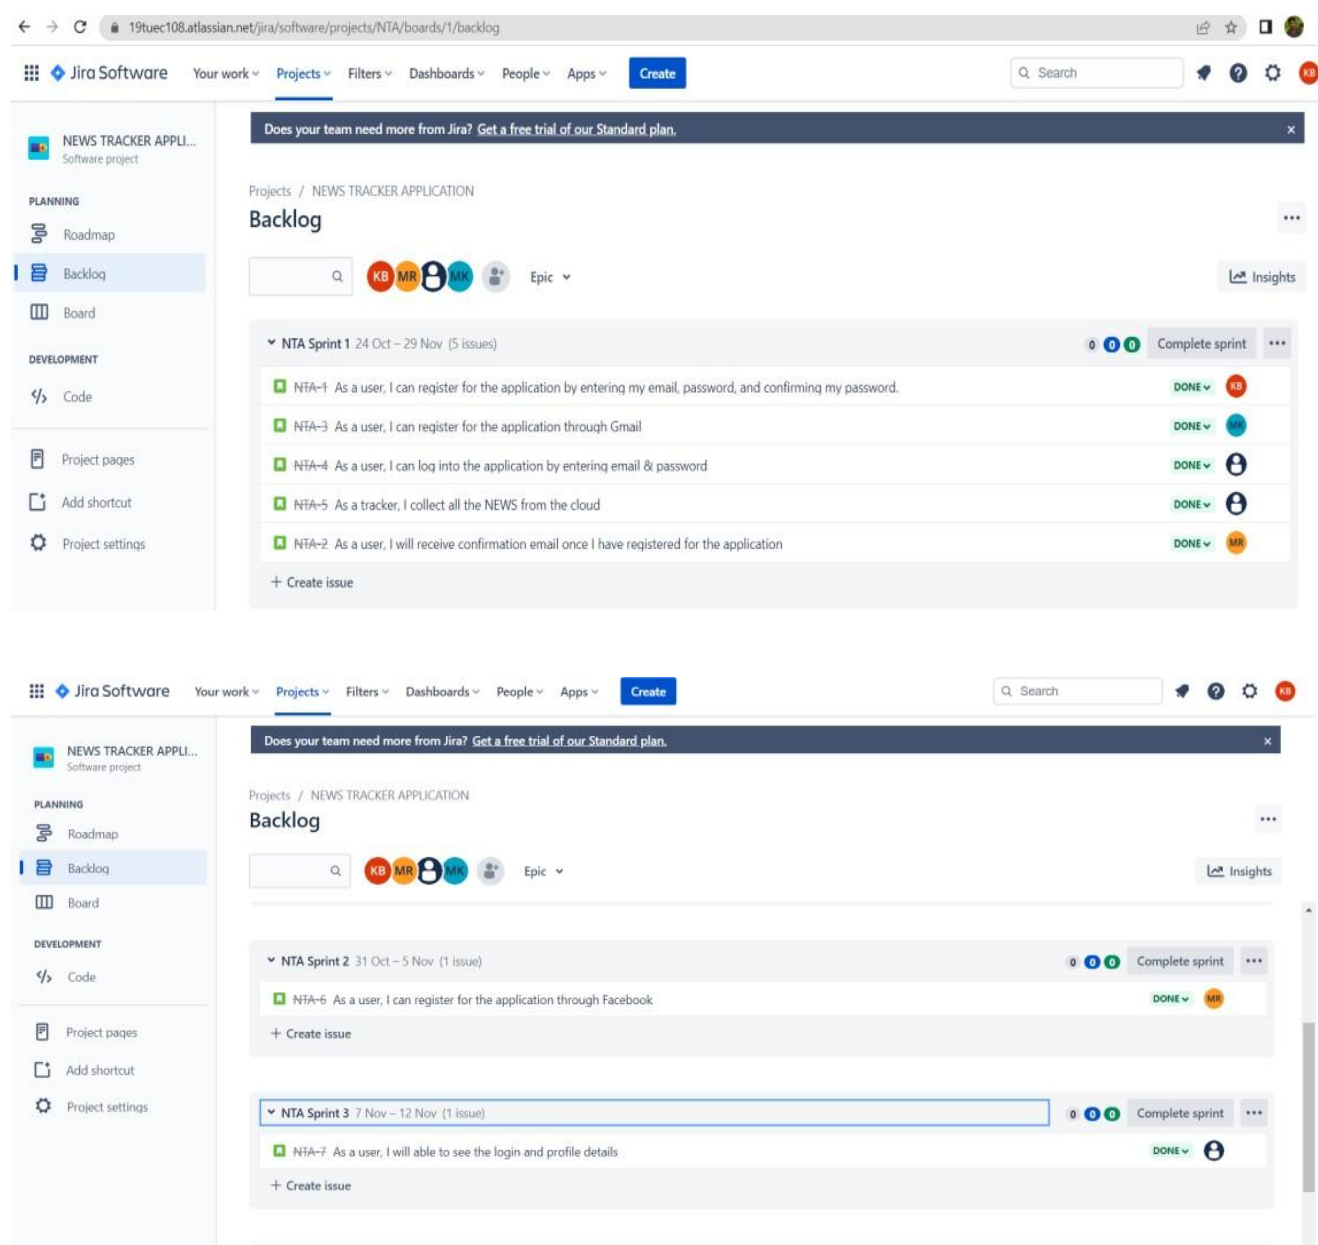 19tuec108.atlassian.net/jira/software/projects/NTA/boards/1/backlog
Jira Software Your work Projects Filters Dashboards People Apps Create Search KB
Does your team need more from Jira? Get a free trial of our Standard plan.
NEWS TRACKER APPLI...
Software project
PLANNING
Roadmap
Backlog
Board
DEVELOPMENT
Code
Project pages
Add shortcut
Project settings
Projects / NEWS TRACKER APPLICATION
Backlog
KB MR MK Epic Insights
NTA Sprint 1 24 Oct – 29 Nov (5 issues) 0 0 0 Complete sprint
NTA-1 As a user, I can register for the application by entering my email, password, and confirming my password. DONE KB
NTA-3 As a user, I can register for the application through Gmail DONE MK
NTA-4 As a user, I can log into the application by entering email & password DONE
NTA-5 As a tracker, I collect all the NEWS from the cloud DONE
NTA-2 As a user, I will receive confirmation email once I have registered for the application DONE MR
+ Create issue
Jira Software Your work Projects Filters Dashboards People Apps Create Search KB
Does your team need more from Jira? Get a free trial of our Standard plan.
NEWS TRACKER APPLI...
Software project
PLANNING
Roadmap
Backlog
Board
DEVELOPMENT
Code
Project pages
Add shortcut
Project settings
Projects / NEWS TRACKER APPLICATION
Backlog
KB MR MK Epic Insights
NTA Sprint 2 31 Oct – 5 Nov (1 issue) 0 0 0 Complete sprint
NTA-6 As a user, I can register for the application through Facebook DONE MR
+ Create issue
NTA Sprint 3 7 Nov – 12 Nov (1 issue) 0 0 0 Complete sprint
NTA-7 As a user, I will able to see the login and profile details DONE
+ Create issue